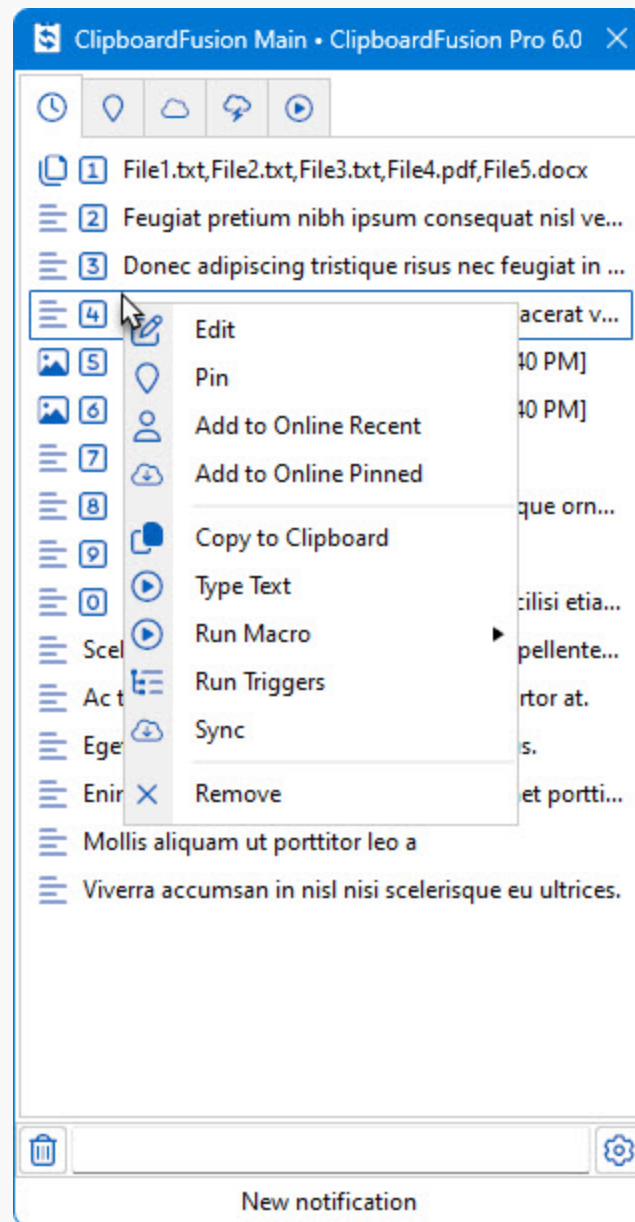 ClipboardFusion Main • ClipboardFusion Pro 6.0
1 File1.txt,File2.txt,File3.txt,File4.pdf,File5.docx
2 Feugiat pretium nibh ipsum consequat nisl ve...
3 Donec adipiscing tristique risus nec feugiat in ...
4 acerat v...
Edit
5 40 PM]
Pin
6 40 PM]
Add to Online Recent
7
Add to Online Pinned
8 que orn...
Copy to Clipboard
9
Type Text
0 cilisi etia...
Run Macro
Scel pellente...
Run Triggers
Ac t rtor at.
Sync
Ege s.
Remove
Enir et portti...
Mollis aliquam ut porttitor leo a
Viverra accumsan in nisl nisi scelerisque eu ultrices.
New notification